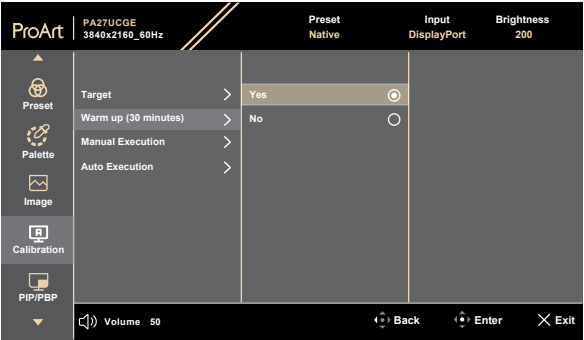 ProArt
PA27UCGE
3840x2160_60Hz
Preset
Native
Input
DisplayPort
Brightness
200
Preset
Palette
Image
Calibration
PIP/PBP
Target
Warm up (30 minutes)
Manual Execution
Auto Execution
Yes
No
Volume 50
Back
Enter
Exit